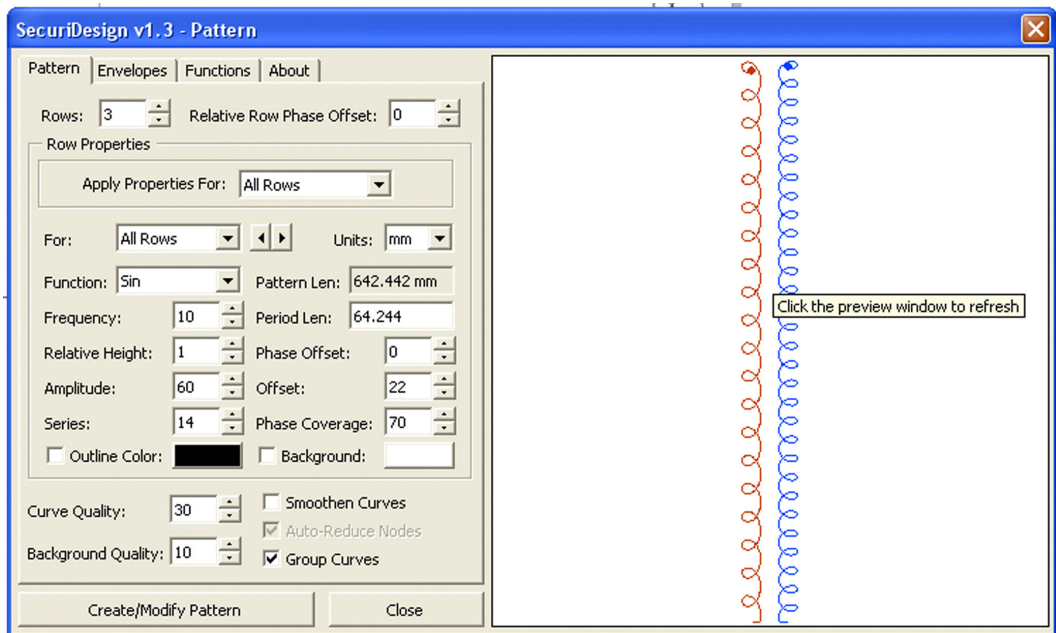 SecuriDesign v1.3 - Pattern
Pattern Envelopes Functions About
Rows: 3 Relative Row Phase Offset: 0
Row Properties
Apply Properties For: All Rows
For: All Rows Units: mm
Function: Sin Pattern Len: 642.442 mm
Frequency: 10 Period Len: 64.244
Relative Height: 1 Phase Offset: 0
Amplitude: 60 Offset: 22
Series: 14 Phase Coverage: 70
Outline Color: Background:
Curve Quality: 30 Smoothen Curves
Auto-Reduce Nodes
Background Quality: 10 Group Curves
Create/Modify Pattern Close
Click the preview window to refresh